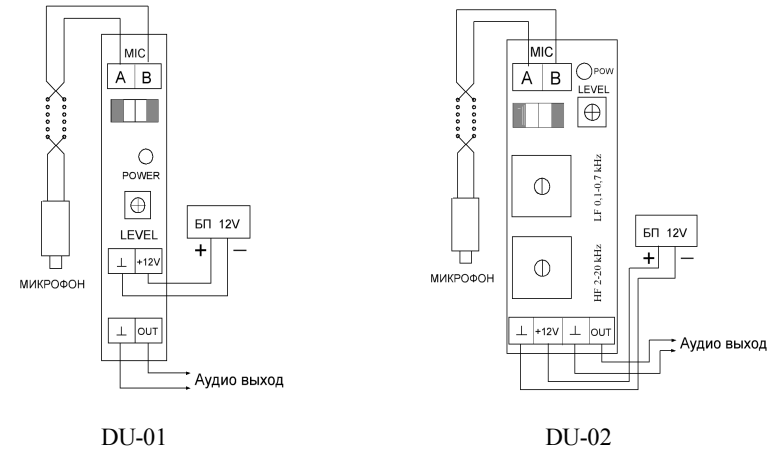 MIC
A B
POWER
LEVEL
БП 12V
+ –
⊥ +12V
МИКРОФОН
⊥ OUT
Аудио выход
DU-01
MIC
A B
POW
LEVEL
LF 0,1-0,7 kHz
HF 2-20 kHz
БП 12V
+ –
МИКРОФОН
⊥ +12V ⊥ OUT
Аудио выход
DU-02